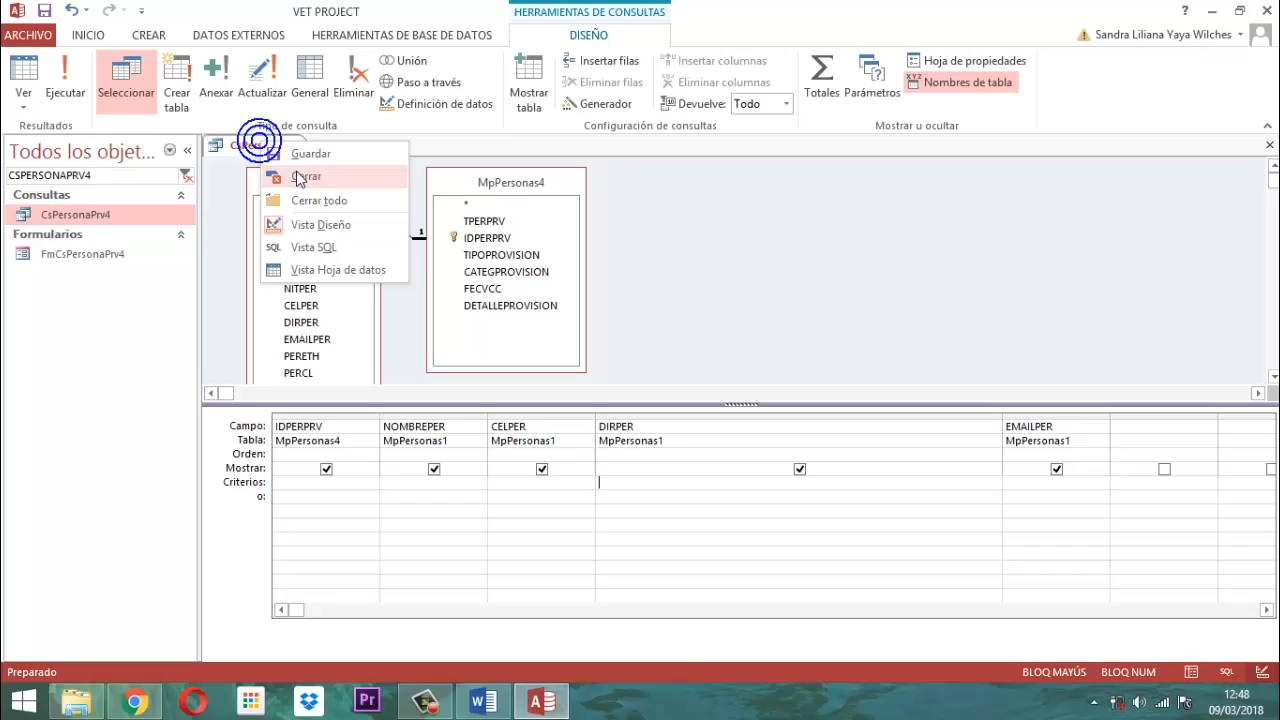 VET PROJECT
HERRAMIENTAS DE CONSULTAS
ARCHIVO
INICIO
CREAR
DATOS EXTERNOS
HERRAMIENTAS DE BASE DE DATOS
DISEÑO
Sandra Liliana Yaya Wilches
Ver
Ejecutar
Resultados
Seleccionar
Crear tabla
Anexar
Actualizar
General
Eliminar
Unión
Paso a través
Definición de datos
de consulta
Mostrar tabla
Insertar filas
Eliminar filas
Generador
Insertar columnas
Eliminar columnas
Devuelve: Todo
Configuración de consultas
Totales
Parámetros
Hoja de propiedades
Nombres de tabla
Mostrar u ocultar
Todos los objet...
CSPERSONAPRV4
Consultas
CsPersonaPrv4
Formularios
FmCsPersonaPrv4
Guardar
Cerrar todo
Vista Diseño
SQL Vista SQL
Vista Hoja de datos
NITPER
CELPER
DIRPER
EMAILPER
PERETH
PERCL
1
MpPersonas4
*
TPERPRV
IDPERPRV
TIPOPROVISION
CATEGPROVISION
FECVCC
DETALLEPROVISION
Campo: IDPERPRV NOMBREPER CELPER DIRPER EMAILPER
Tabla: MpPersonas4 MpPersonas1 MpPersonas1 MpPersonas1 MpPersonas1
Orden:
Mostrar:
Criterios:
o:
Preparado
BLOQ MAYÚS
BLOQ NUM
SQL
Pr
12:48
09/03/2018